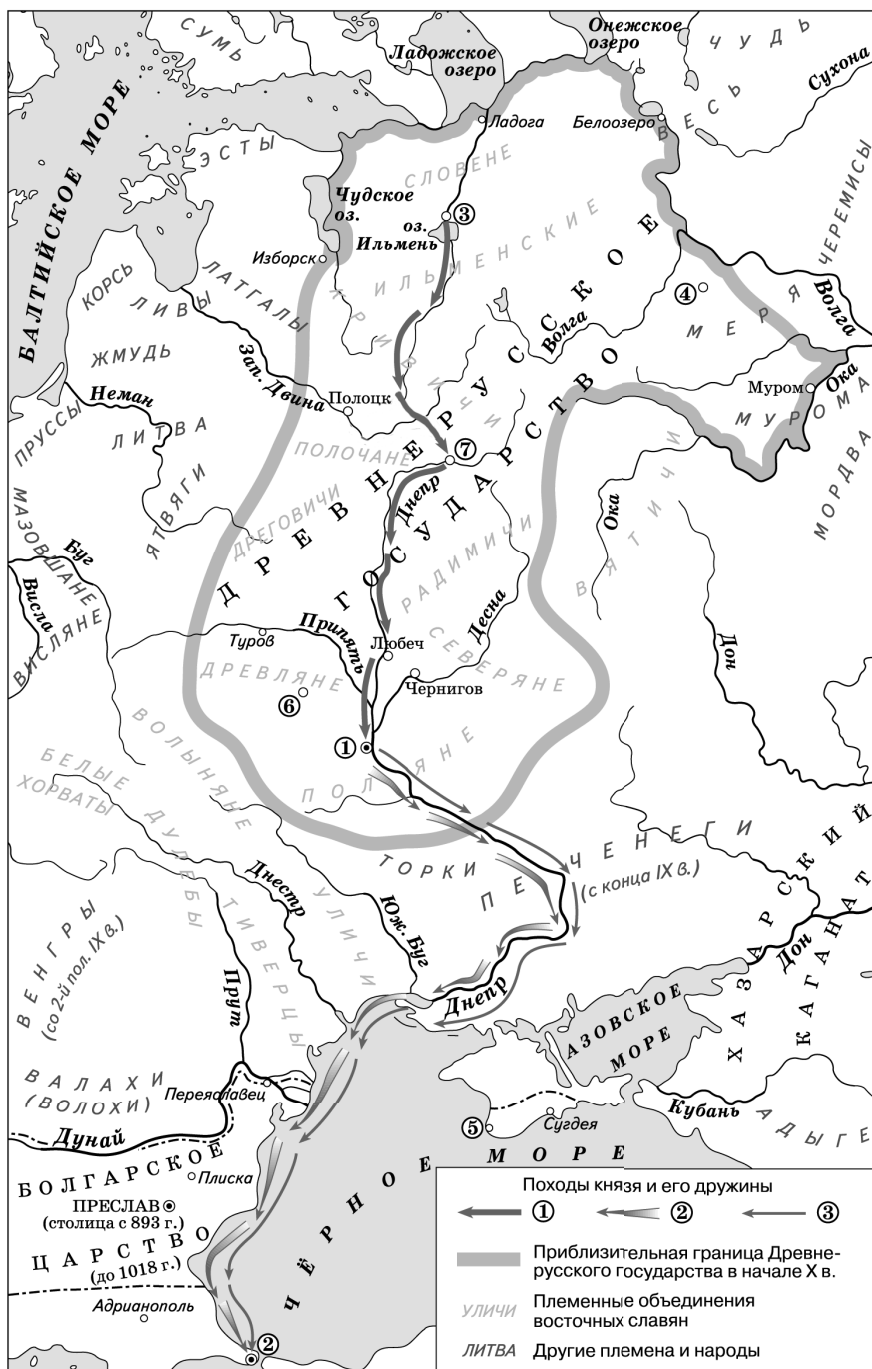 СУМЬ
Ладожское
озеро
Онежское
озеро
ЧУДЬ
Сухона
ВЕСЬ
Ладога
Белоозеро
БАЛТИЙСКОЕ МОРЕ
ЭСТЫ
СЛОВЕНЕ
ИЛЬМЕНСКИЕ
Чудское
оз.
③
оз.
Ильмень
Изборск
ЧЕРЕМИСЫ
КОРСЬ
ЛИВЫ
ЛАТГАЛЫ
КРИВИЧИ
④
МЕРЯ
Волга
Волга
ЖМУДЬ
Зап. Двина
Неман
Полоцк
Муром
Ока
МУРОМА
ПРУССЫ
ЛИТВА
ПОЛОЧАНЕ
⑦
МОРДВА
ЯТВЯГИ
ДРЕГОВИЧИ
Днепр
ДРЕВНЕРУССКОЕ
ГОСУДАРСТВО
Ока
ВЯТИЧИ
МАЗОВШАНЕ
Буг
Висла
ВИСЛЯНЕ
РАДИМИЧИ
Десна
Туров
Припять
Любеч
СЕВЕРЯНЕ
Дон
ДРЕВЛЯНЕ
⑥
Чернигов
①
ВОЛЫНЯНЕ
ПОЛЯНЕ
БЕЛЫЕ
ХОРВАТЫ
ДУЛЕБЫ
ТОРКИ
ПЕЧЕНЕГИ
(с конца IX в.)
Днестр
УЛИЧИ
Юж. Буг
ХАЗАРСКИЙ
КАГАНАТ
Дон
ВЕНГРЫ
(со 2-й пол. IX в.)
Прут
ТИВЕРЦЫ
Днепр
АЗОВСКОЕ
МОРЕ
ВАЛАХИ
(ВОЛОХИ)
Переяславец
Дунай
⑤
Сугдея
Кубань
АДЫГЕ
БОЛГАРСКОЕ
Плиска
ПРЕСЛАВ
(столица с 893 г.)
ЦАРСТВО
(до 1018 г.)
ЧЁРНОЕ МОРЕ
Адрианополь
②
Походы князя и его дружины
① ② ③
Приблизительная граница Древне-
русского государства в начале X в.
УЛИЧИ Племенные объединения
восточных славян
ЛИТВА Другие племена и народы